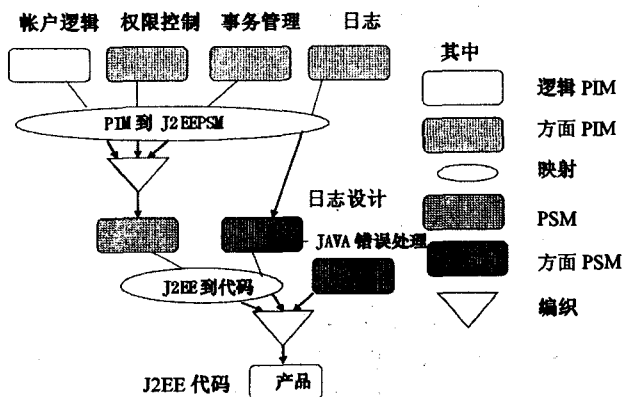 帐户逻辑 权限控制 事务管理 日志
其中
逻辑 PIM
方面 PIM
PIM 到 J2EEPSM
映射
日志设计
PSM
JAVA 错误处理
方面 PSM
J2EE 到代码
编织
J2EE 代码 产品